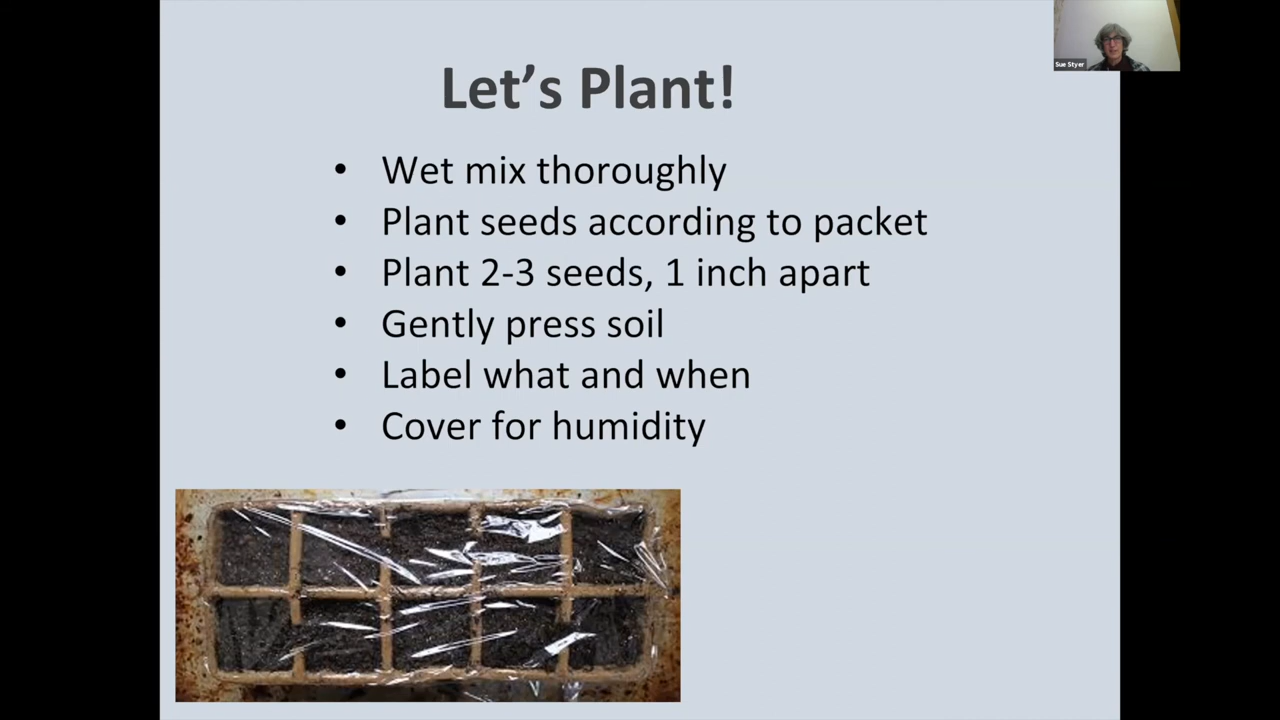 Sue Styer
Let’s Plant!
• Wet mix thoroughly
• Plant seeds according to packet
• Plant 2-3 seeds, 1 inch apart
• Gently press soil
• Label what and when
• Cover for humidity